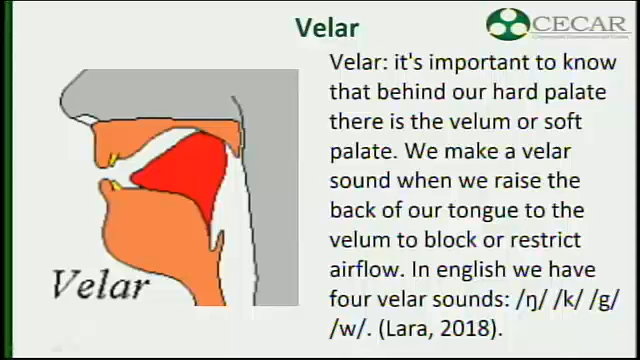 Velar
CECAR
Velar: it's important to know
that behind our hard palate
there is the velum or soft
palate. We make a velar
sound when we raise the
back of our tongue to the
velum to block or restrict
airflow. In english we have
four velar sounds: /ŋ/ /k/ /g/
/w/. (Lara, 2018).
Velar